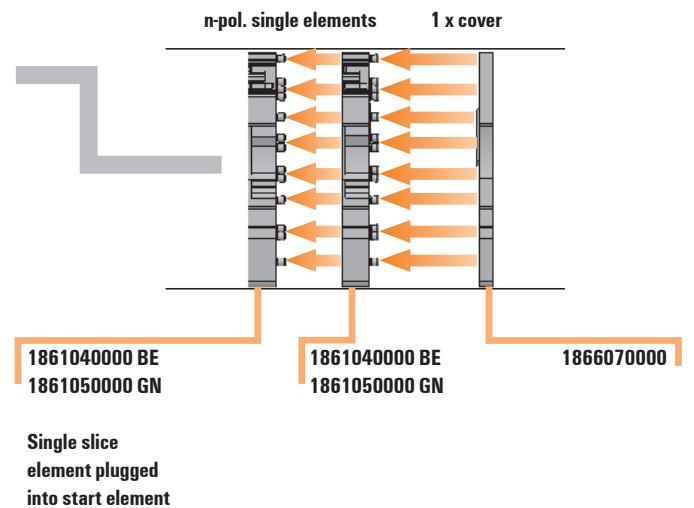 n-pol. single elements
1 x cover
1861040000 BE
1861050000 GN
1861040000 BE
1861050000 GN
1866070000
Single slice
element plugged
into start element